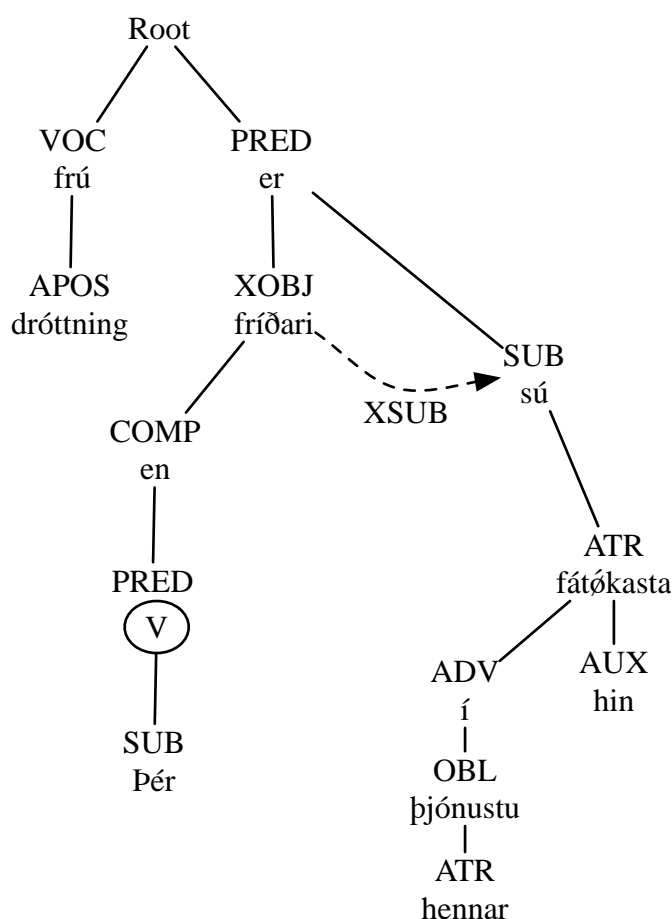 Root
VOC PRED
frú er
APOS XOBJ
dróttning fríðari
SUB
sú
XSUB
COMP
en
ATR
fátǿkasta
PRED
V
ADV AUX
í hin
SUB
Þér
OBL
þjónustu
ATR
hennar